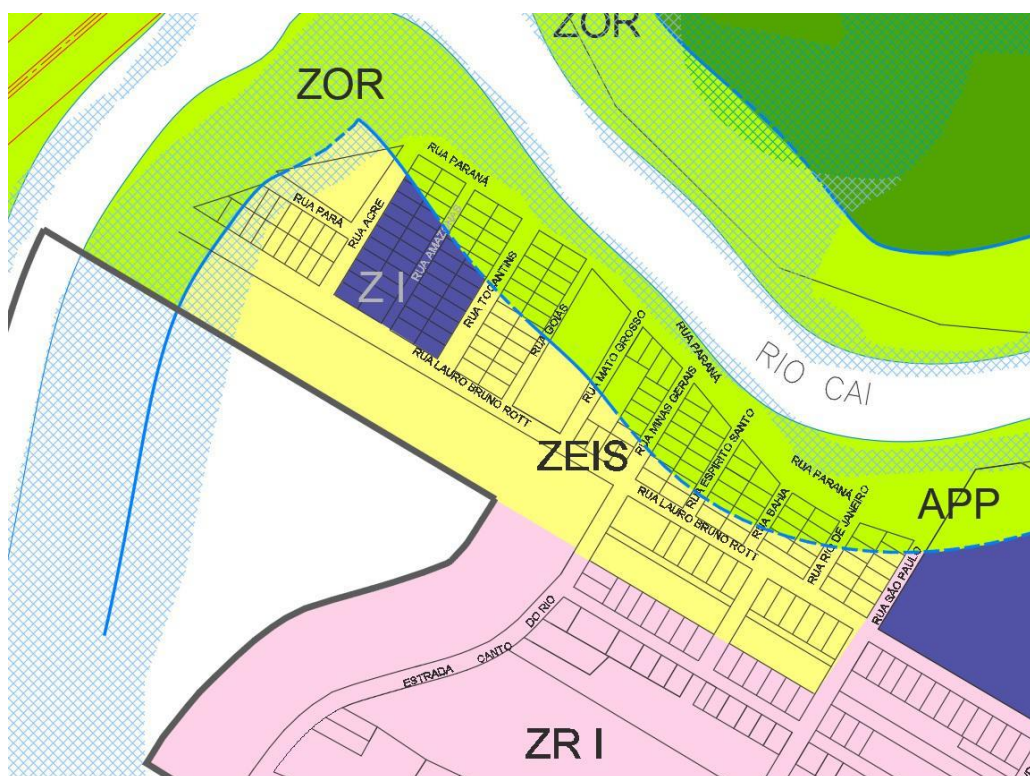 ZOR
ZOR
RUA PARANÁ
RUA PARÁ
RUA ACRE
RUA AMAZONAS
Z I
RUA TOCANTINS
RUA GOIÁS
RUA MATO GROSSO
RUA PARANÁ
RIO CAI
RUA LAURO BRUNO ROTT
RUA MINAS GERAIS
ZEIS
RUA ESPIRITO SANTO
RUA PARANÁ
RUA BAHIA
APP
RUA LAURO BRUNO ROTT
RUA RIO DE JANEIRO
RUA SÃO PAULO
ESTRADA CANTO DO RIO
ZR I